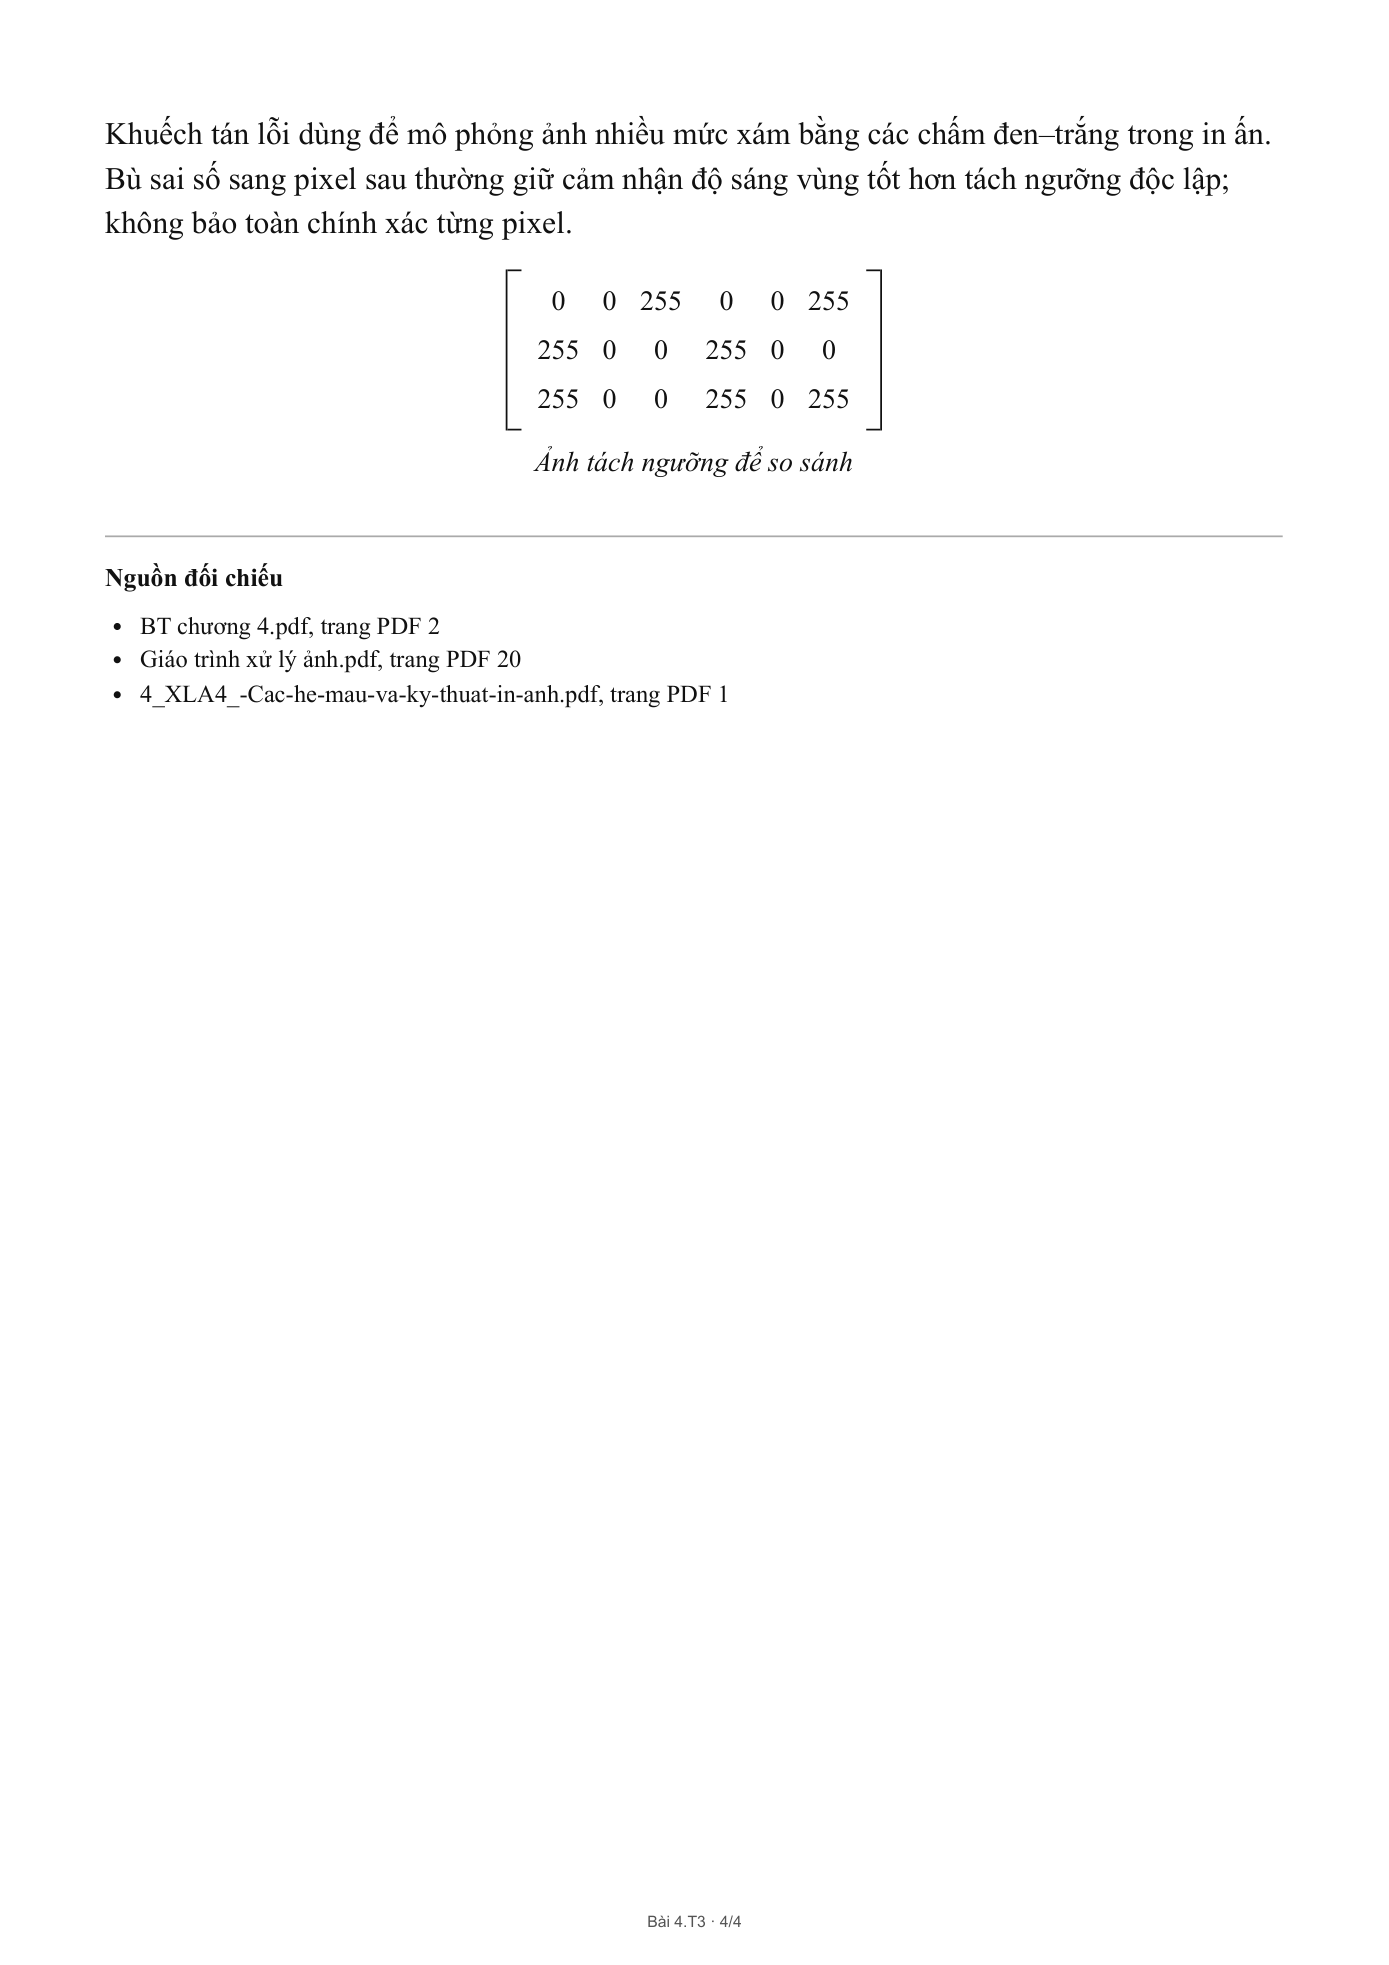 Khuếch tán lỗi dùng để mô phỏng ảnh nhiều mức xám bằng các chấm đen–trắng trong in ấn.
Bù sai số sang pixel sau thường giữ cảm nhận độ sáng vùng tốt hơn tách ngưỡng độc lập;
không bảo toàn chính xác từng pixel.
0 0 255 0 0 255
255 0 0 255 0 0
255 0 0 255 0 255
Ảnh tách ngưỡng để so sánh
Nguồn đối chiếu
• BT chương 4.pdf, trang PDF 2
• Giáo trình xử lý ảnh.pdf, trang PDF 20
• 4_XLA4_-Cac-he-mau-va-ky-thuat-in-anh.pdf, trang PDF 1
Bài 4.T3 · 4/4